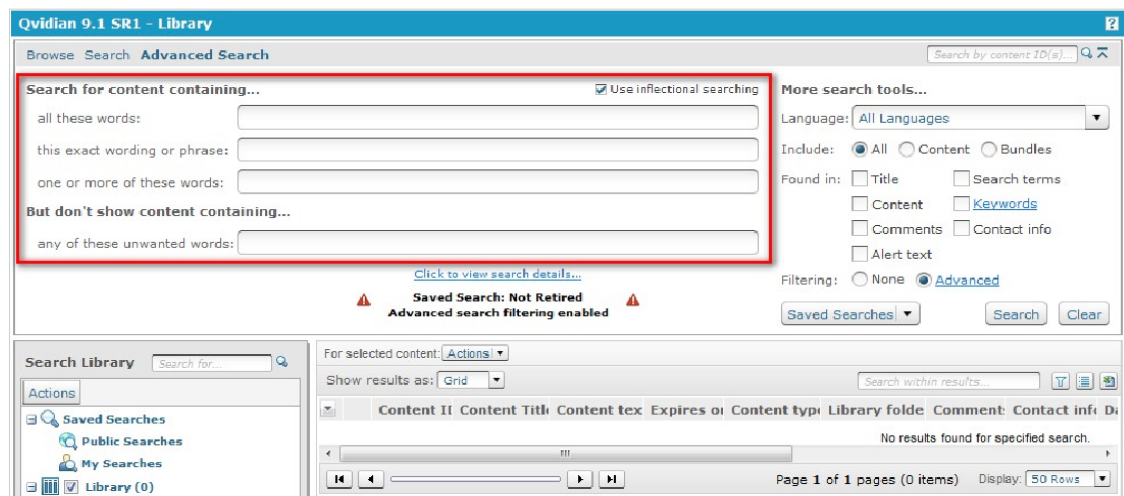 Qvidian 9.1 SR1 - Library ?
Browse Search Advanced Search Search by content ID(s)...
Search for content containing... Use inflectional searching
all these words:
this exact wording or phrase:
one or more of these words:
But don't show content containing...
any of these unwanted words:
Click to view search details...
Saved Search: Not Retired
Advanced search filtering enabled
More search tools...
Language: All Languages
Include: All Content Bundles
Found in: Title Search terms
Content Keywords
Comments Contact info
Alert text
Filtering: None Advanced
Saved Searches Search Clear
Search Library Search for...
Actions
Saved Searches
Public Searches
My Searches
Library (0)
For selected content: Actions
Show results as: Grid Search within results...
Content II Content Title Content tex Expires o Content type Library folde Comment Contact info Da
No results found for specified search.
Page 1 of 1 pages (0 items) Display: 50 Rows